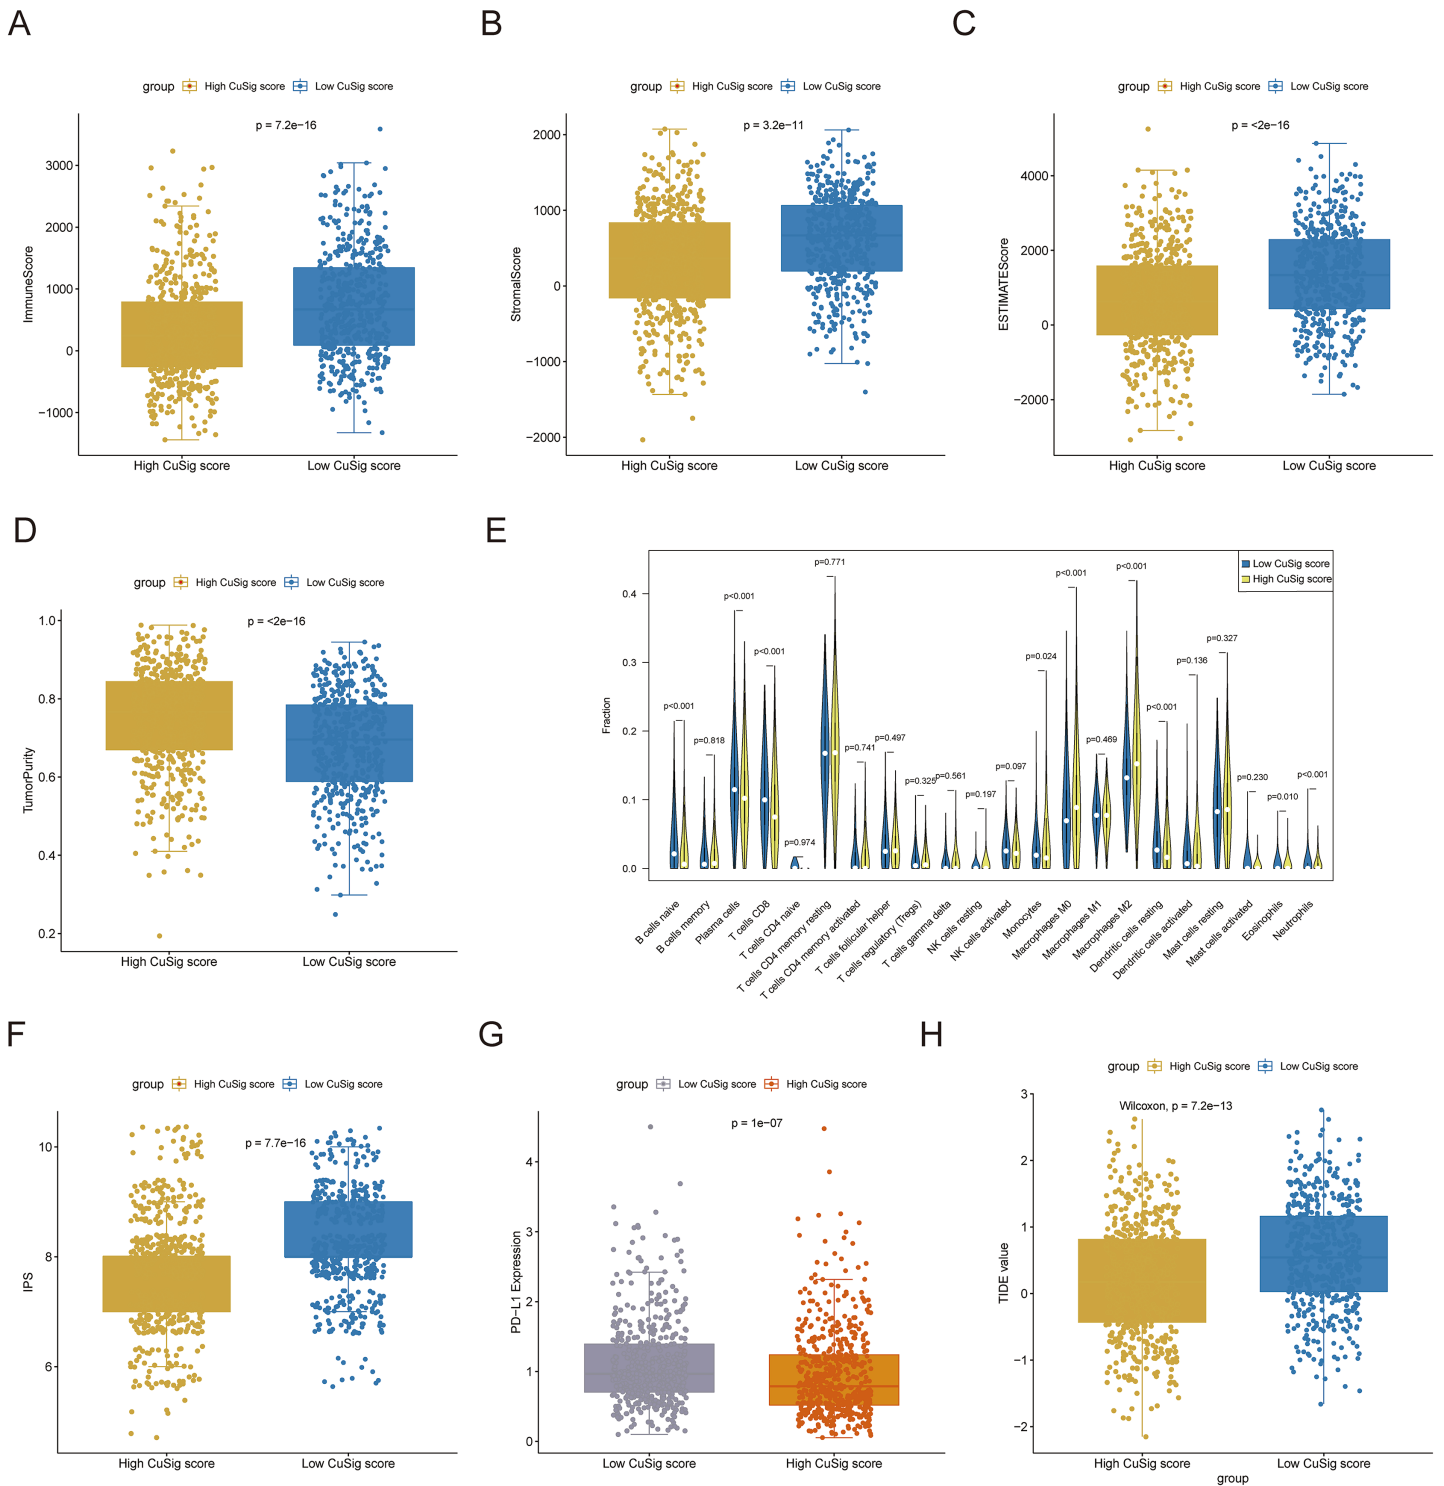 A
group High CuSig score Low CuSig score
p = 7.2e−16
ImmuneScore
3000
2000
1000
0
−1000
High CuSig score Low CuSig score
B
group High CuSig score Low CuSig score
p = 3.2e−11
StromalScore
2000
1000
0
−1000
−2000
High CuSig score Low CuSig score
C
group High CuSig score Low CuSig score
p = <2e−16
ESTIMATEScore
4000
2000
0
−2000
High CuSig score Low CuSig score
D
group High CuSig score Low CuSig score
p = <2e−16
TumorPurity
1.0
0.8
0.6
0.4
0.2
High CuSig score Low CuSig score
E
Low CuSig score
High CuSig score
Fraction
0.4
0.3
0.2
0.1
0.0
p<0.001
p=0.818
p<0.001
p<0.001
p=0.974
p=0.771
p=0.741
p=0.497
p=0.325
p=0.561
p=0.197
p=0.097
p=0.024
p<0.001
p=0.469
p<0.001
p<0.001
p=0.136
p=0.327
p=0.230
p=0.010
p<0.001
B cells naive
B cells memory
Plasma cells
T cells CD8
T cells CD4 naive
T cells CD4 memory resting
T cells CD4 memory activated
T cells follicular helper
T cells regulatory (Tregs)
T cells gamma delta
NK cells resting
NK cells activated
Monocytes
Macrophages M0
Macrophages M1
Macrophages M2
Dendritic cells resting
Dendritic cells activated
Mast cells resting
Mast cells activated
Eosinophils
Neutrophils
F
group High CuSig score Low CuSig score
p = 7.7e−16
IPS
10
8
6
High CuSig score Low CuSig score
G
group Low CuSig score High CuSig score
p = 1e−07
PD−L1 Expression
4
3
2
1
0
Low CuSig score High CuSig score
H
group High CuSig score Low CuSig score
Wilcoxon, p = 7.2e−13
TIDE value
3
2
1
0
−1
−2
High CuSig score Low CuSig score
group